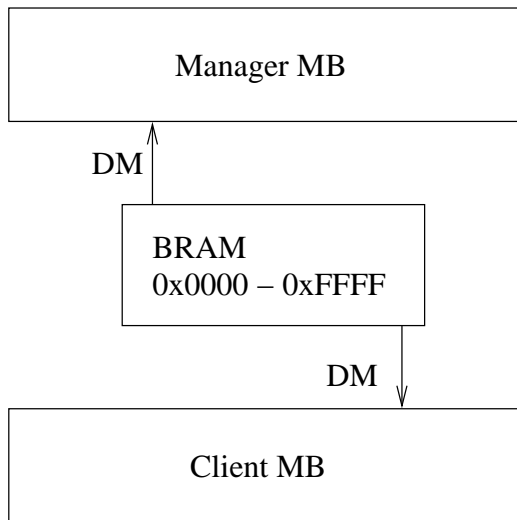 Manager MB
DM
BRAM
0x0000 – 0xFFFF
DM
Client MB